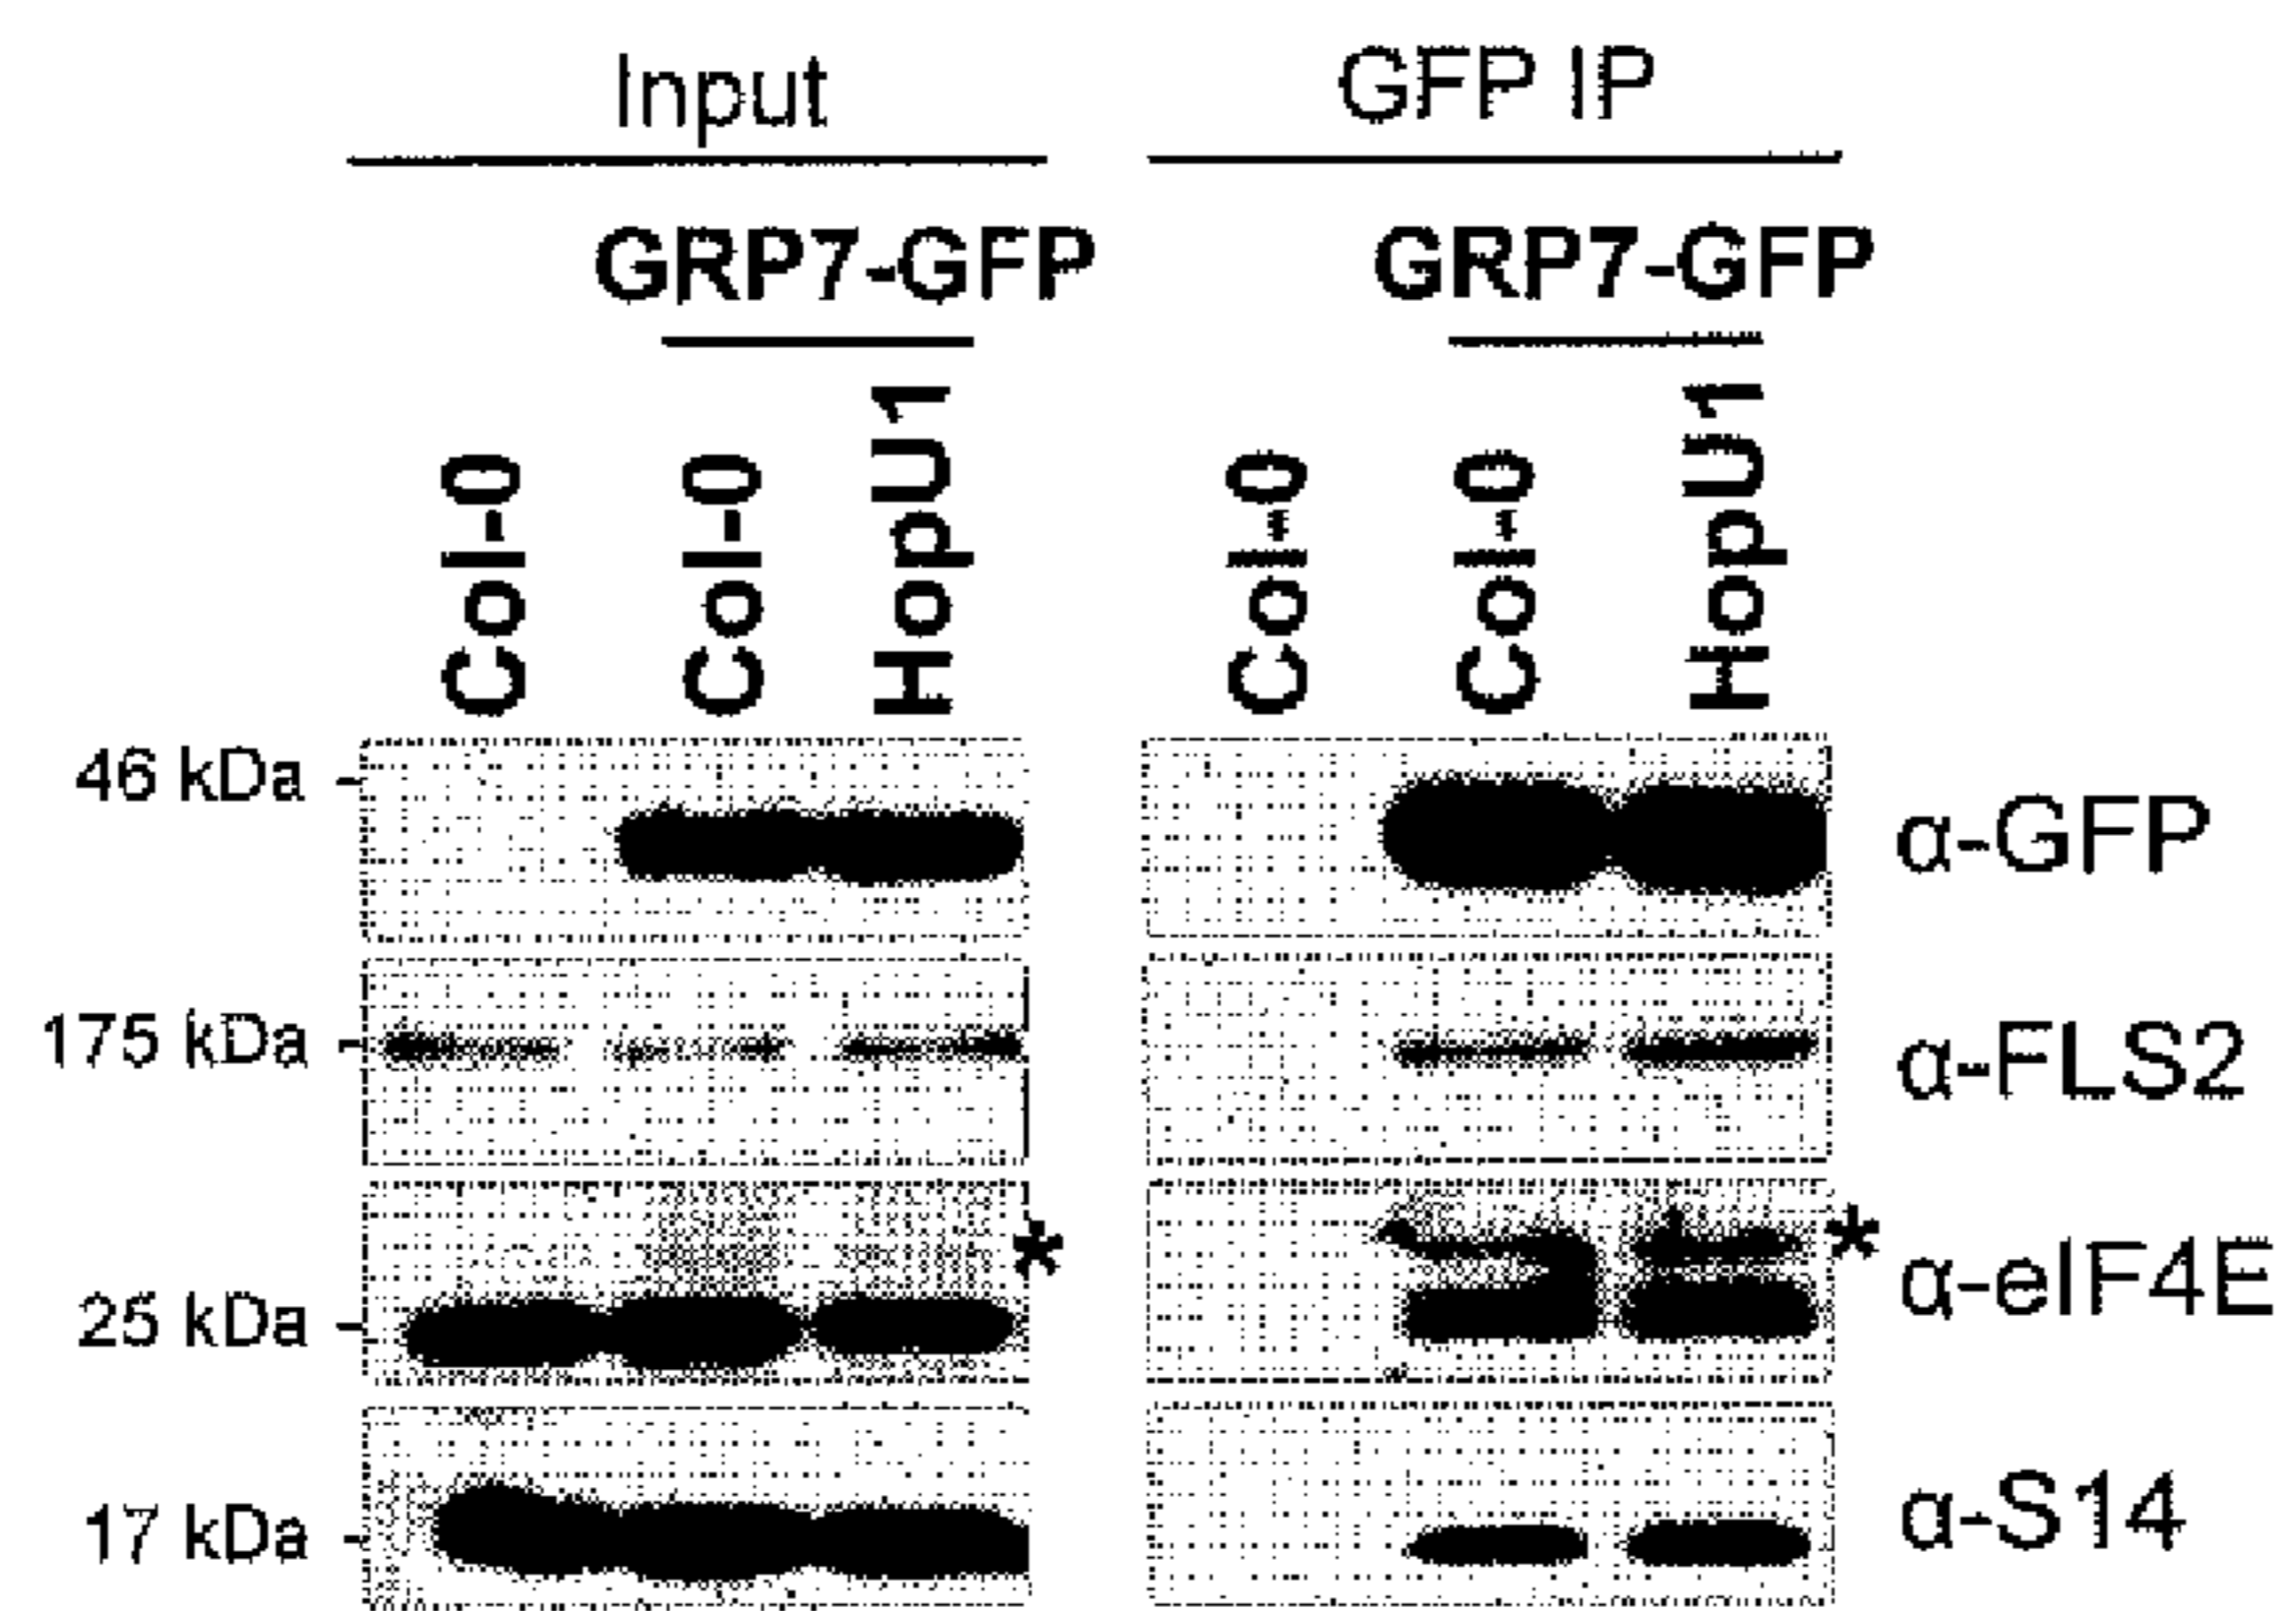 Input GFP IP
GRP7-GFP GRP7-GFP
Col-0 Col-0 HopU1 Col-0 Col-0 HopU1
46 kDa - α-GFP
175 kDa - α-FLS2
* *
25 kDa - α-eIF4E
17 kDa - α-S14